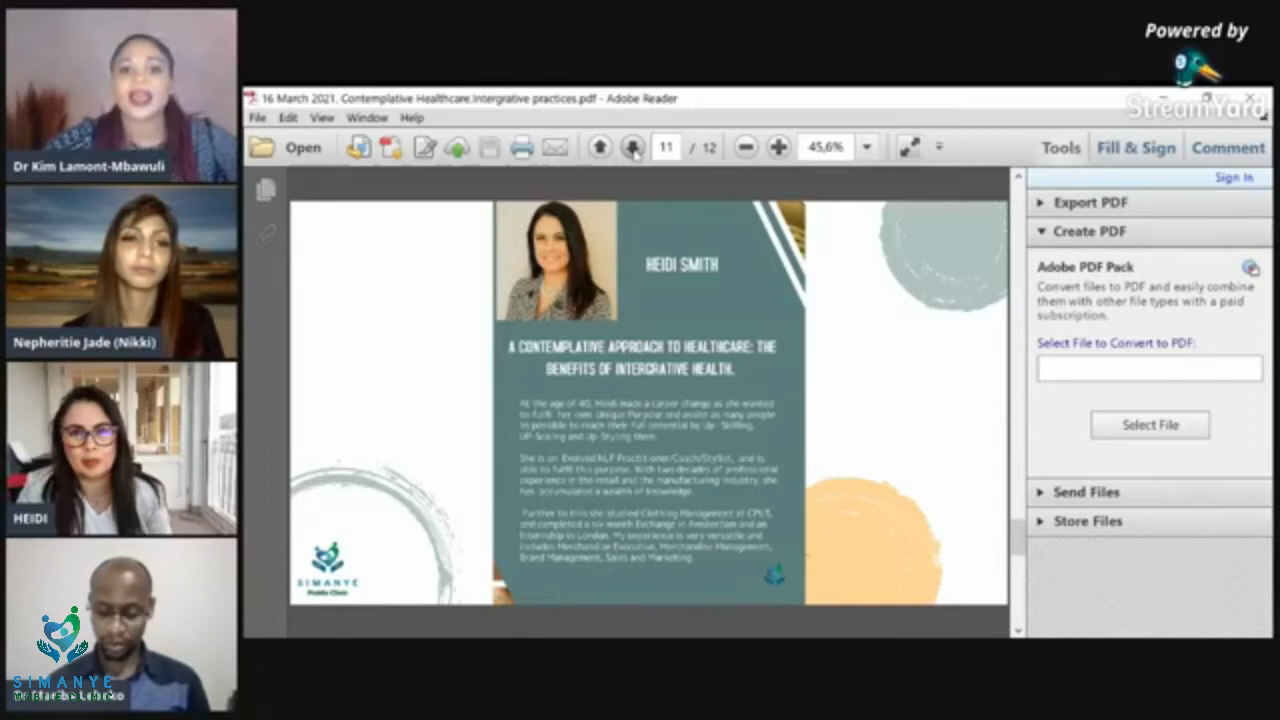 Powered by
StreamYard
Dr Kim Lamont-Mbawuli
Nepheritie Jade (Nikki)
HEIDI
SIMANYE
MOBILE CLINIC
16 March 2021. Contemplative Healthcare.Intergrative practices.pdf - Adobe Reader
File Edit View Window Help
Open 11 / 12 45,6% Tools Fill & Sign Comment
Sign In
Export PDF
Create PDF
Adobe PDF Pack
Convert files to PDF and easily combine
them with other file types with a paid
subscription.
Select File to Convert to PDF:
Select File
Send Files
Store Files
HEIDI SMITH
A CONTEMPLATIVE APPROACH TO HEALTHCARE: THE
BENEFITS OF INTERGRATIVE HEALTH.
At the age of 40, Heidi made a career change as she wanted
to fulfil her own Unique Purpose and assist as many people
as possible to reach their full potential by Up- Skilling,
UP-Scaling and Up-Styling them.
She is an Evolved NLP Practitioner/Coach/Stylist, and is
able to fulfil this purpose. With two decades of professional
experience in the retail and the manufacturing industry, she
has accumulated a wealth of knowledge.
Further to this she studied Clothing Management at CPUT,
and completed a six month Exchange in Amsterdam and an
Internship in London. My experience is very versatile and
includes Merchandise Executive, Merchandise Management,
Brand Management, Sales and Marketing.
SIMANYE
Mobile Clinic